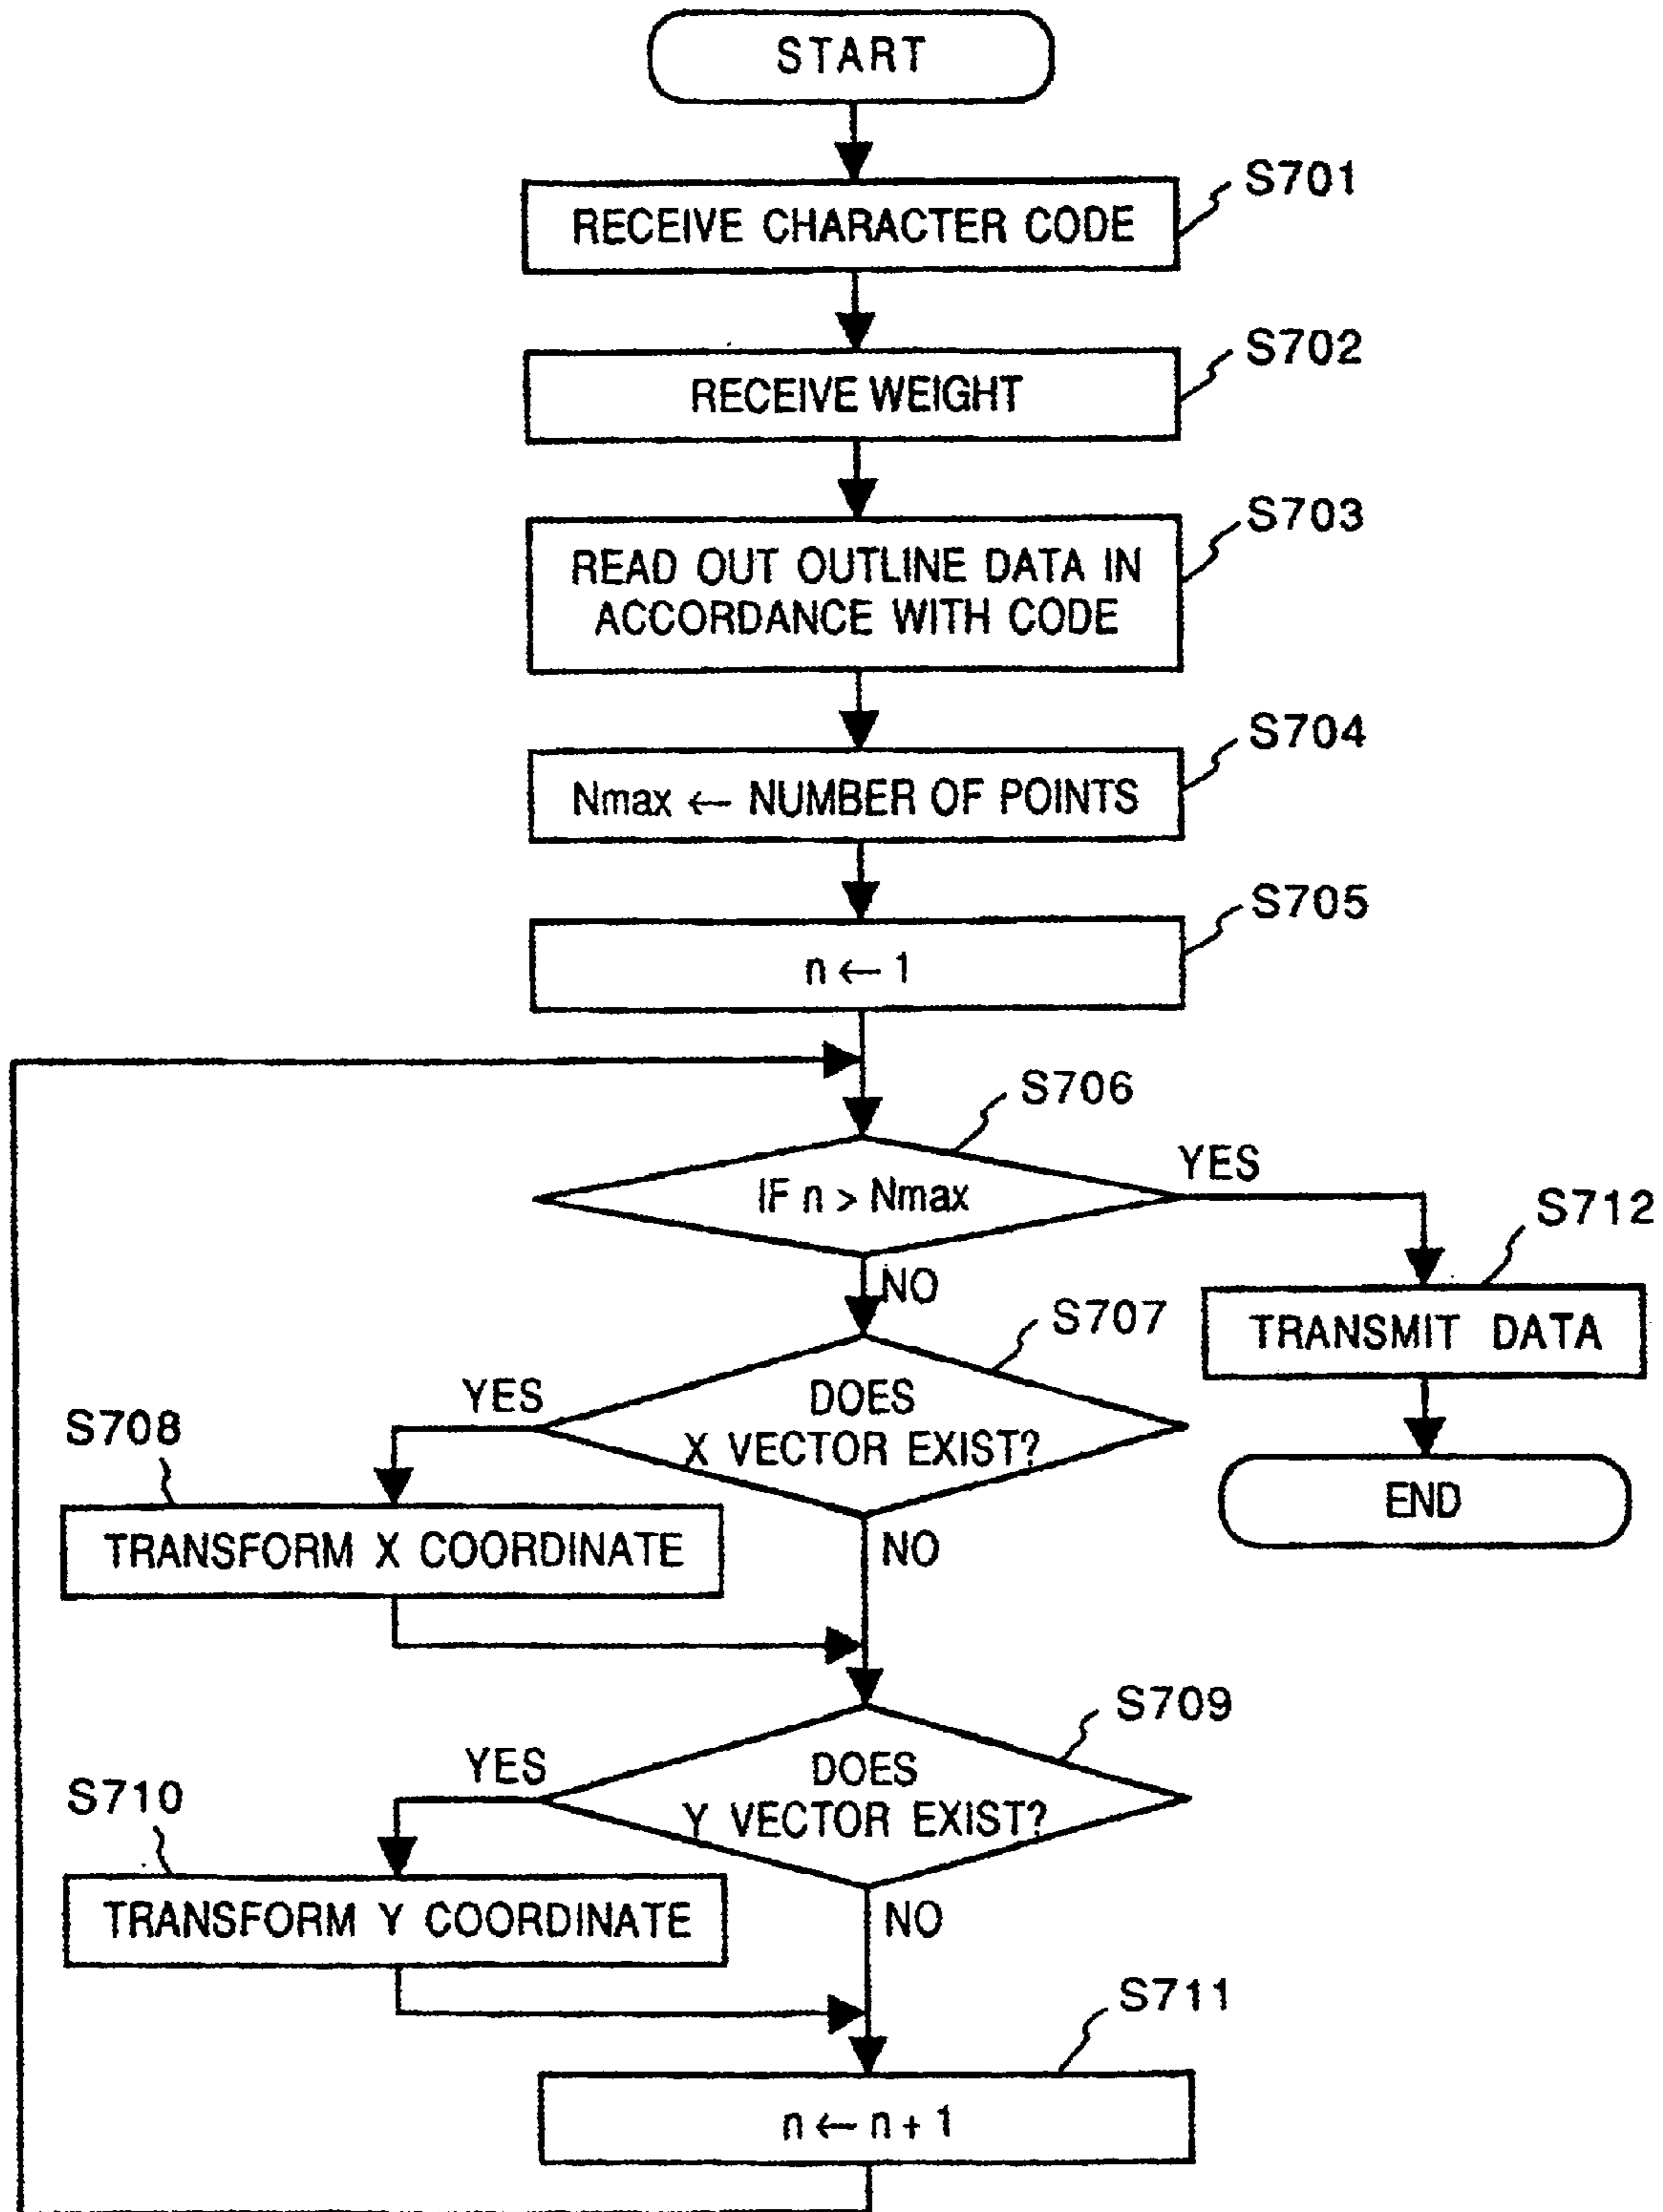 START
S701
RECEIVE CHARACTER CODE
S702
RECEIVE WEIGHT
S703
READ OUT OUTLINE DATA IN
ACCORDANCE WITH CODE
S704
Nmax ← NUMBER OF POINTS
S705
n ← 1
S706
IF n > Nmax
YES
NO
S712
TRANSMIT DATA
END
S707
DOES
X VECTOR EXIST?
YES
NO
S708
TRANSFORM X COORDINATE
S709
DOES
Y VECTOR EXIST?
YES
NO
S710
TRANSFORM Y COORDINATE
S711
n ← n + 1